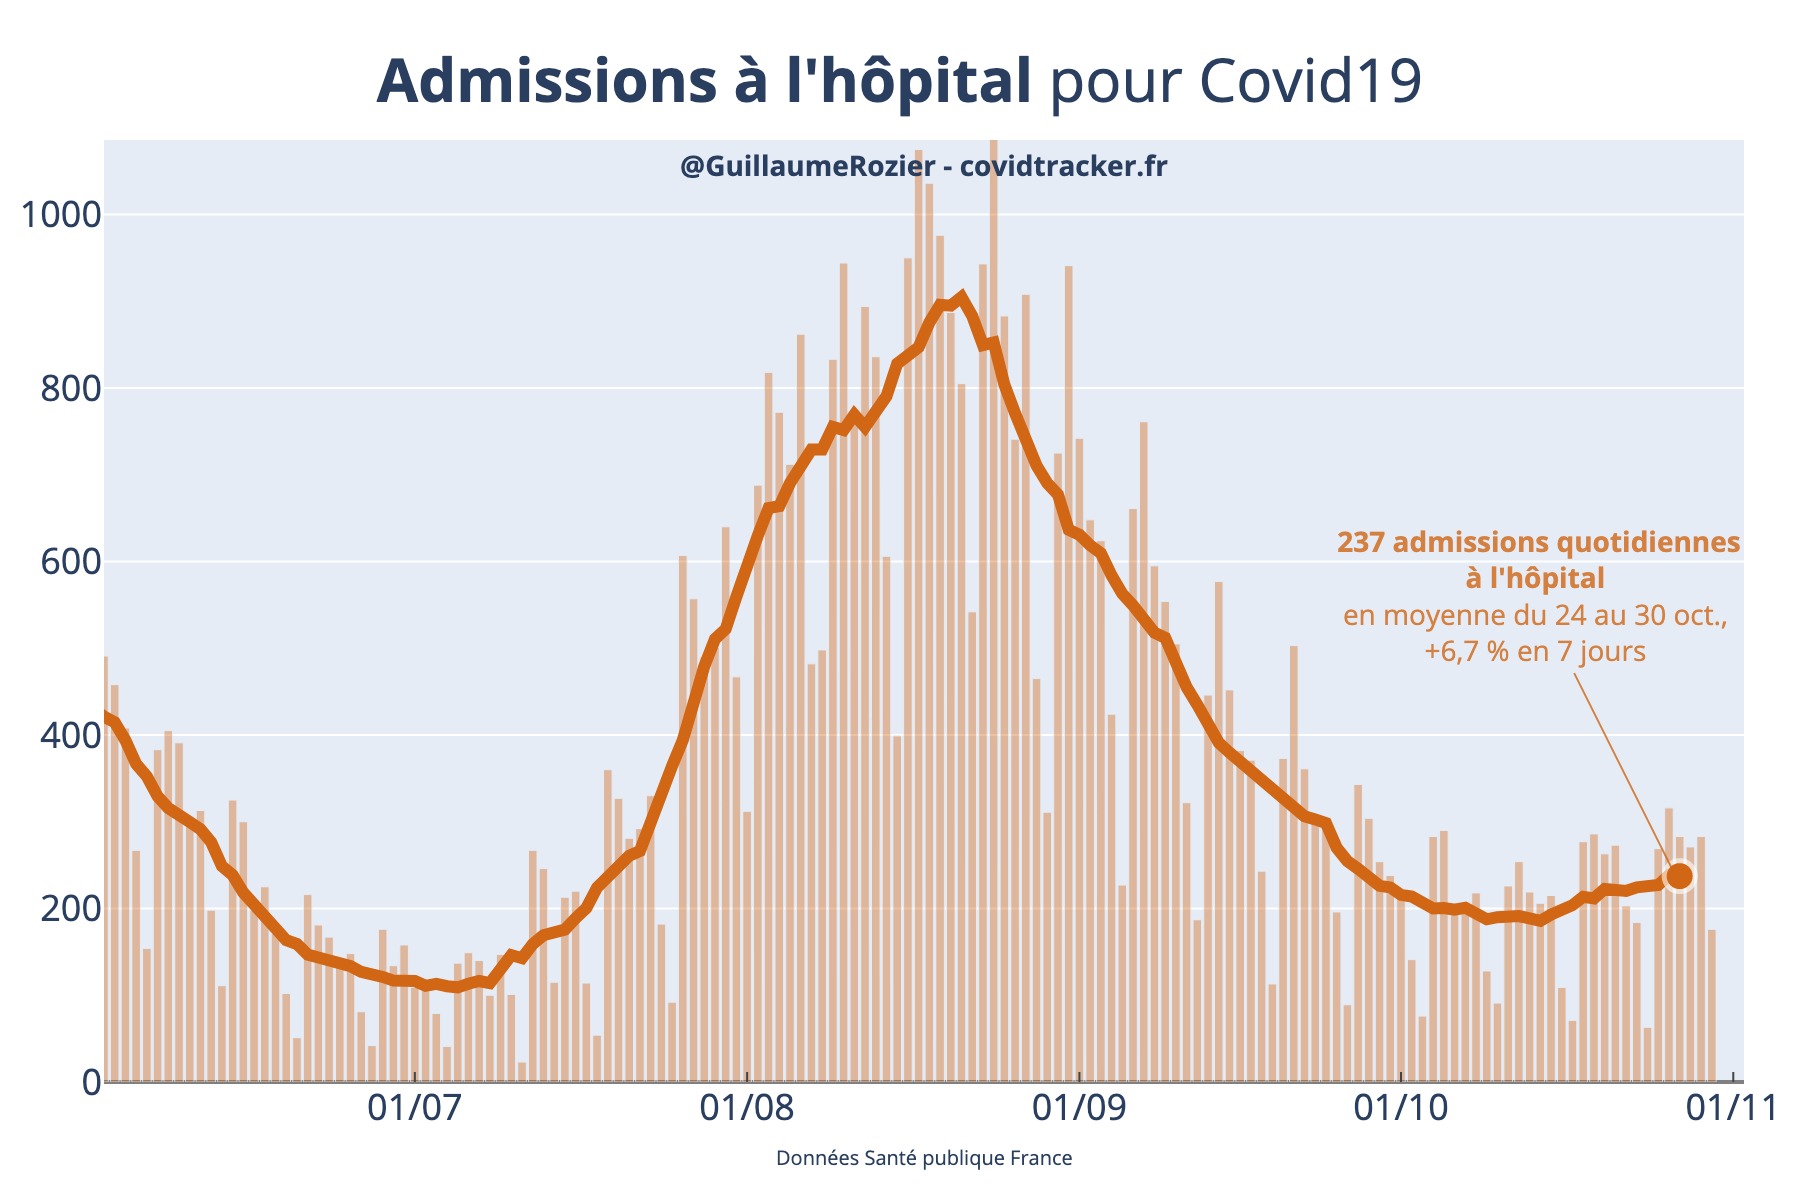 Admissions à l'hôpital pour Covid19
@GuillaumeRozier - covidtracker.fr
1000
800
600
400
200
0
237 admissions quotidiennes
à l'hôpital
en moyenne du 24 au 30 oct.,
+6,7 % en 7 jours
01/07
01/08
01/09
01/10
01/11
Données Santé publique France